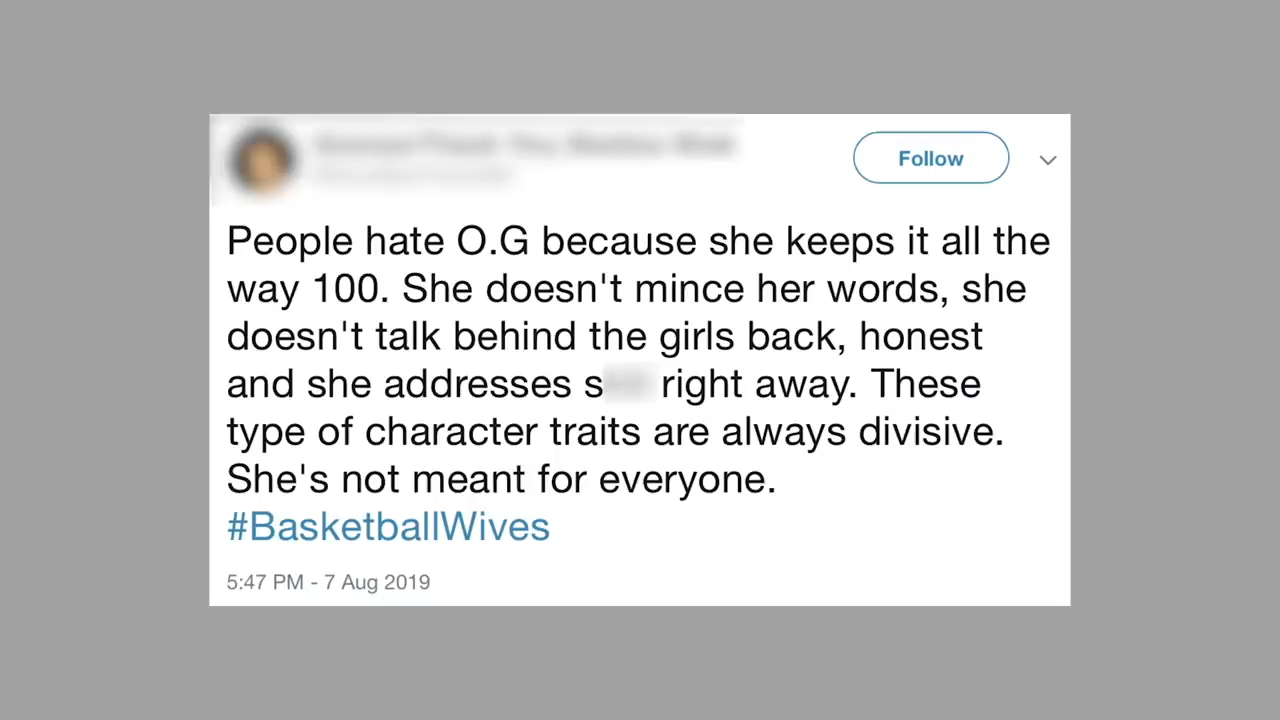 Follow
People hate O.G because she keeps it all the
way 100. She doesn't mince her words, she
doesn't talk behind the girls back, honest
and she addresses s right away. These
type of character traits are always divisive.
She's not meant for everyone.
#BasketballWives
5:47 PM - 7 Aug 2019